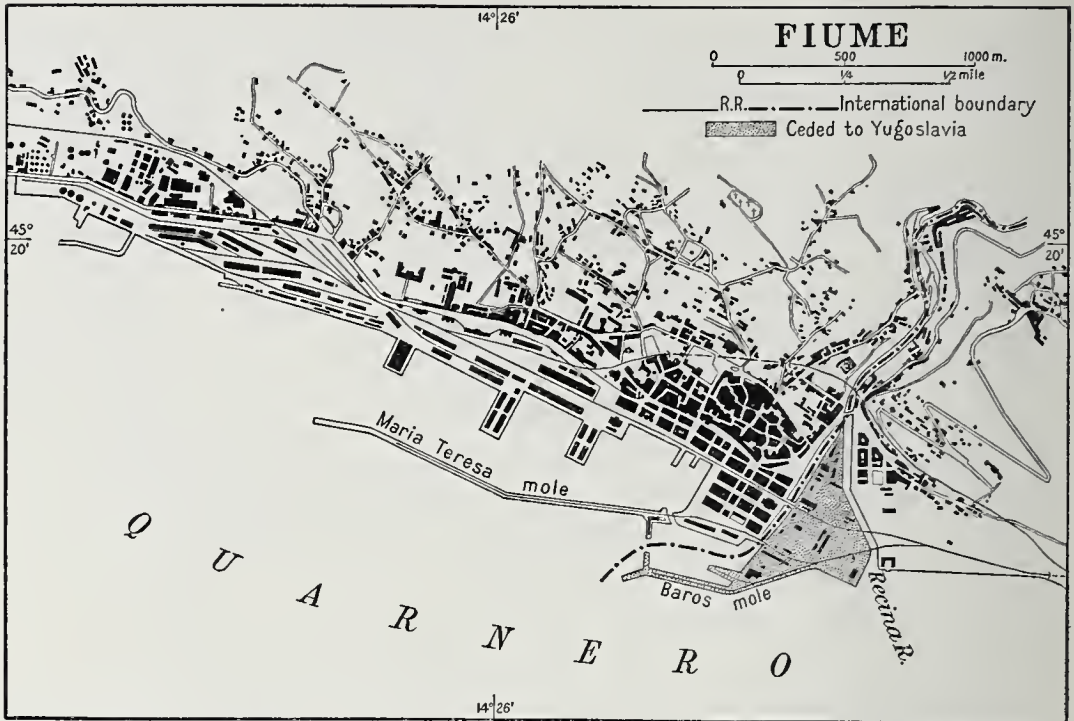 14° 26'
FIUME
0 500 1000 m.
0 1/4 1/2 mile
R.R. International boundary
Ceded to Yugoslavia
45° 20'
45° 20'
Maria Teresa mole
Baros mole
Recina R.
QUARNERO
14° 26'